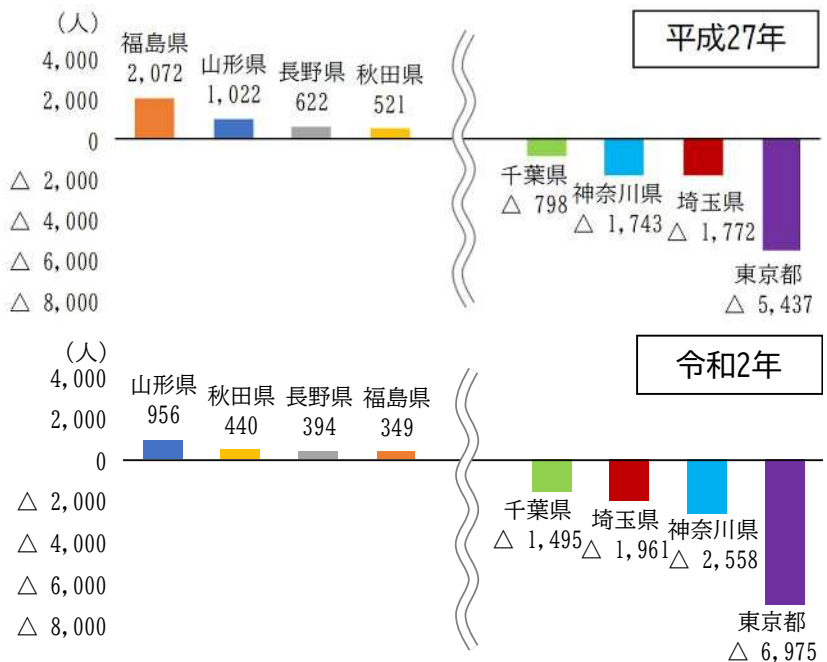 (人)
平成27年
4,000
2,000
0
△ 2,000
△ 4,000
△ 6,000
△ 8,000
福島県
2,072
山形県
1,022
長野県
622
秋田県
521
千葉県
△ 798
神奈川県
△ 1,743
埼玉県
△ 1,772
東京都
△ 5,437
(人)
令和2年
4,000
2,000
0
△ 2,000
△ 4,000
△ 6,000
△ 8,000
山形県
956
秋田県
440
長野県
394
福島県
349
千葉県
△ 1,495
埼玉県
△ 1,961
神奈川県
△ 2,558
東京都
△ 6,975